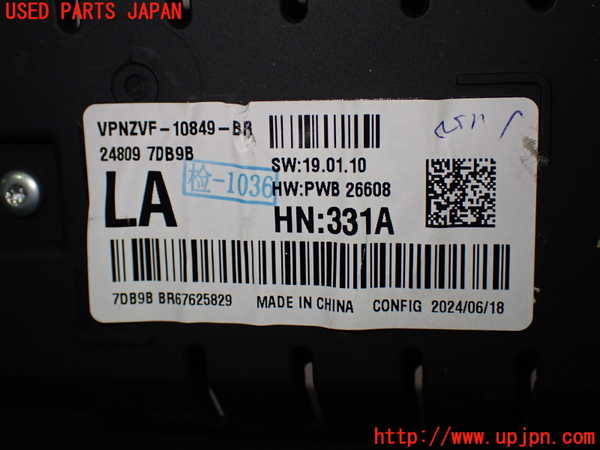 USED PARTS JAPAN
VPNZVF-10849-BR
24809 7DB9B
SW:19.01.10
检-1036
HW:PWB 26608
LA
HN:331A
7DB9B BR67625829
MADE IN CHINA
CONFIG 2024/06/18
http://www.upjpn.com/